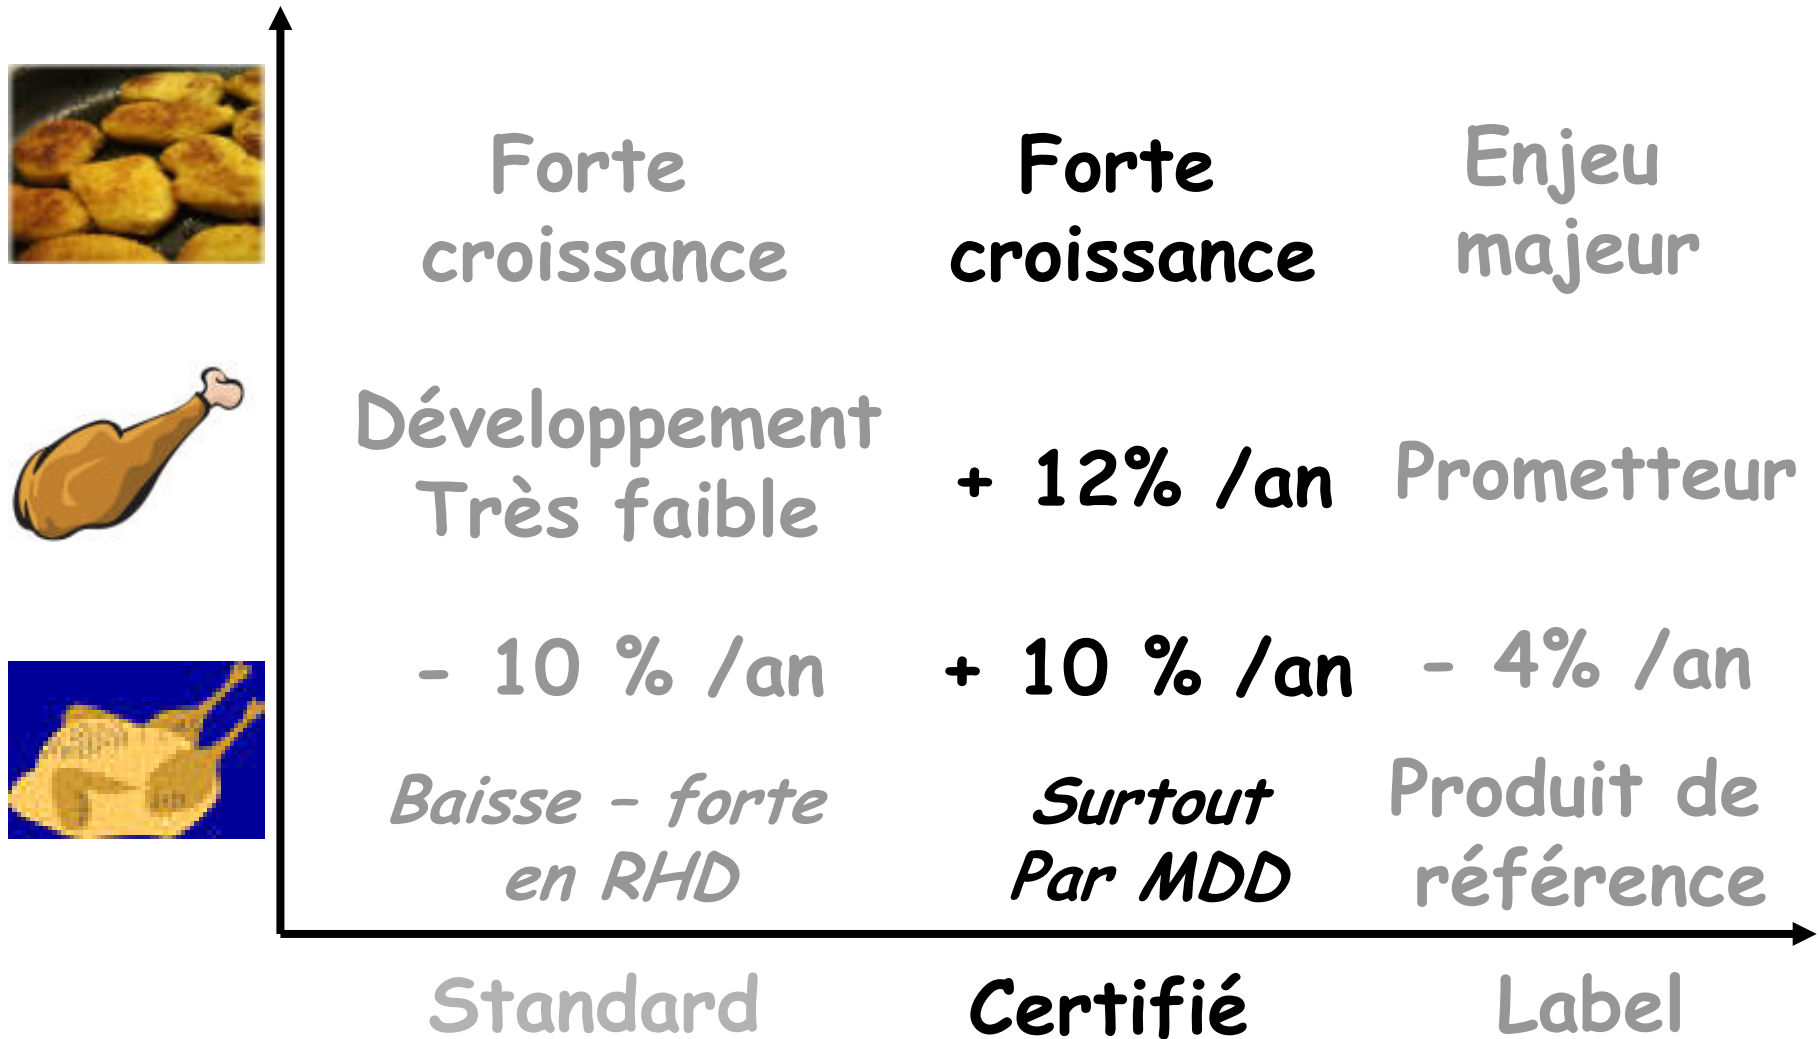 Forte
croissance
Forte
croissance
Enjeu
majeur
Développement
Très faible
+ 12% /an
Prometteur
- 10 % /an
+ 10 % /an
- 4% /an
Baisse - forte
en RHD
Surtout
Par MDD
Produit de
référence
Standard
Certifié
Label